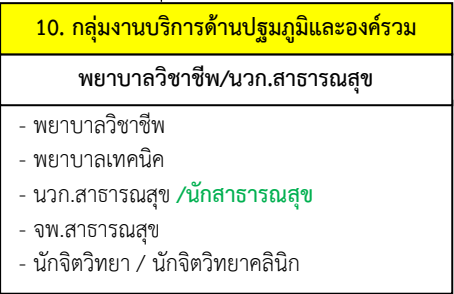 10. กลุ่มงานบริการด้านปฐมภูมิและองค์รวม
พยาบาลวิชาชีพ/นวก.สาธารณสุข
- พยาบาลวิชาชีพ
- พยาบาลเทคนิค
- นวก.สาธารณสุข /นักสาธารณสุข
- จพ.สาธารณสุข
- นักจิตวิทยา / นักจิตวิทยาคลินิก